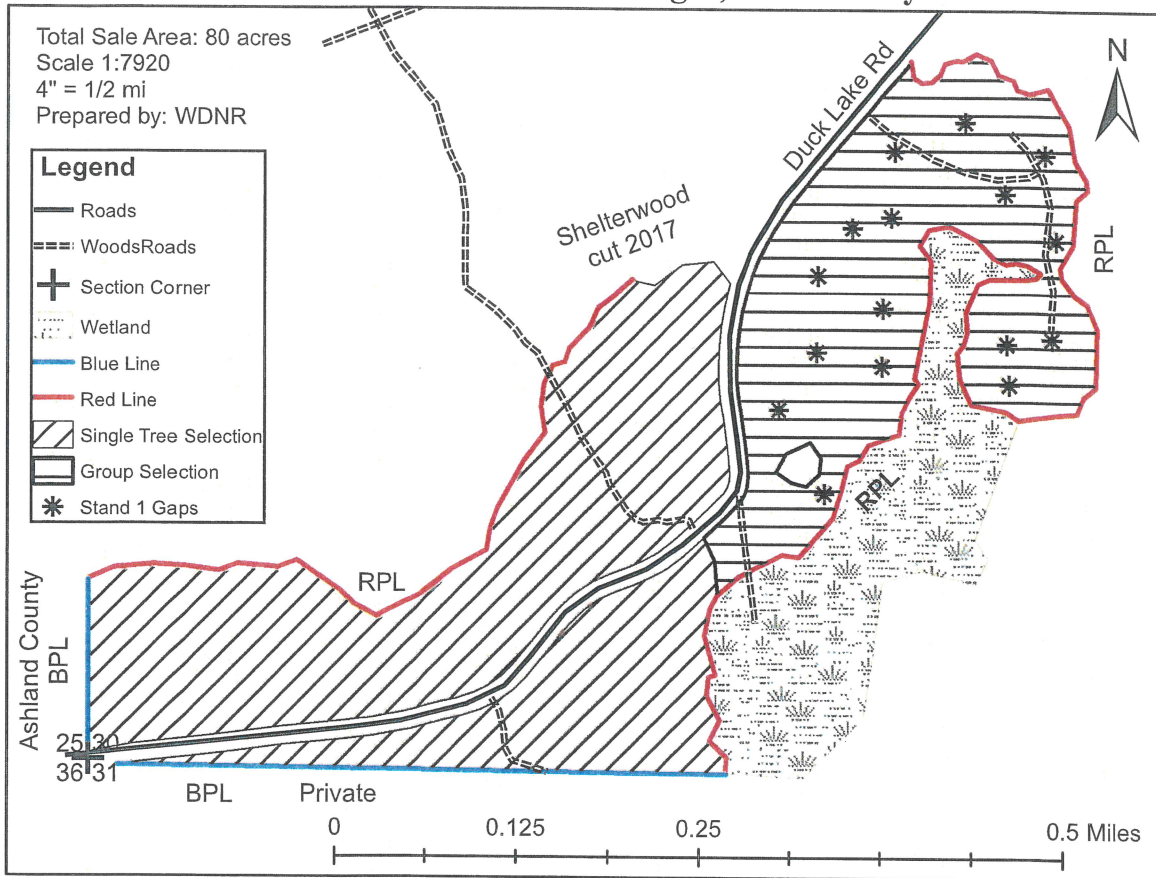 Total Sale Area: 80 acres
Scale 1:7920
4" = 1/2 mi
Prepared by: WDNR
Legend
Roads
WoodsRoads
Section Corner
Wetland
Blue Line
Red Line
Single Tree Selection
Group Selection
Stand 1 Gaps
N
Duck Lake Rd
Shelterwood
cut 2017
RPL
RPL
RPL
Ashland County
BPL
25 30
36 31
BPL Private
0 0.125 0.25 0.5 Miles